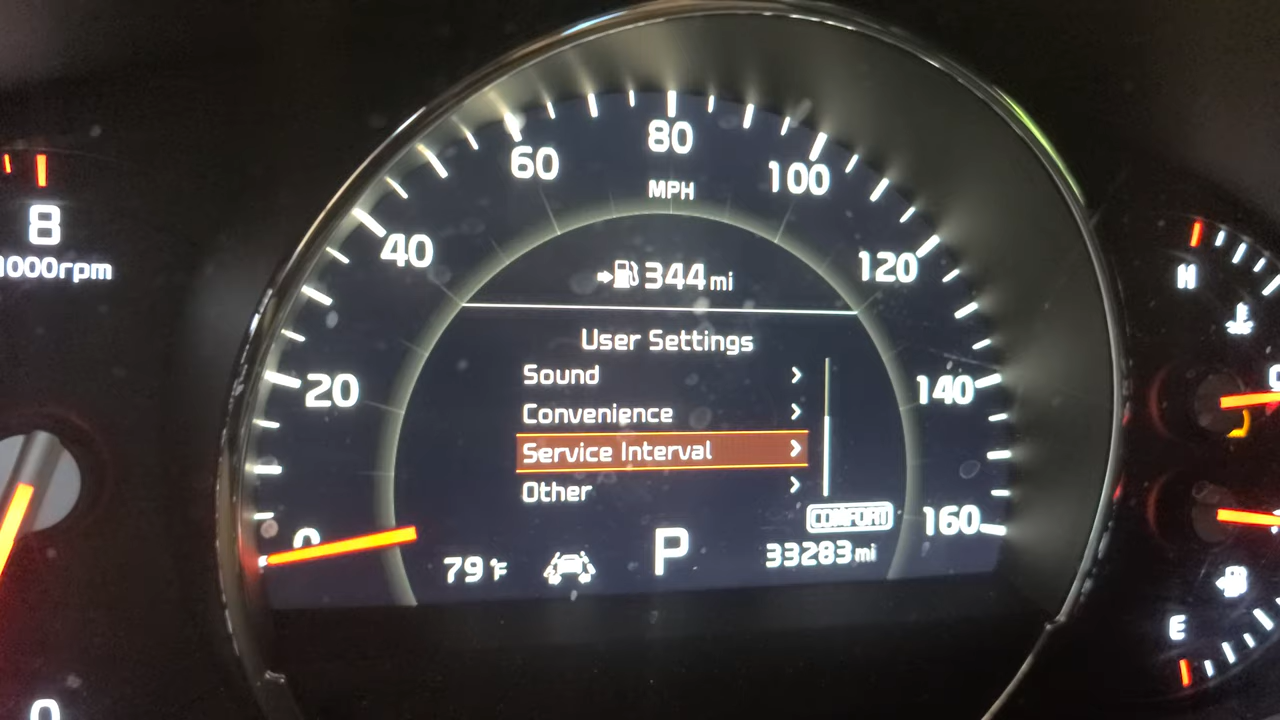 8
1000rpm
0
0
20
40
60
80
100
120
140
160
MPH
344 mi
User Settings
Sound
Convenience
Service Interval
Other
COMFORT
79°F
P
33283 mi
H
E